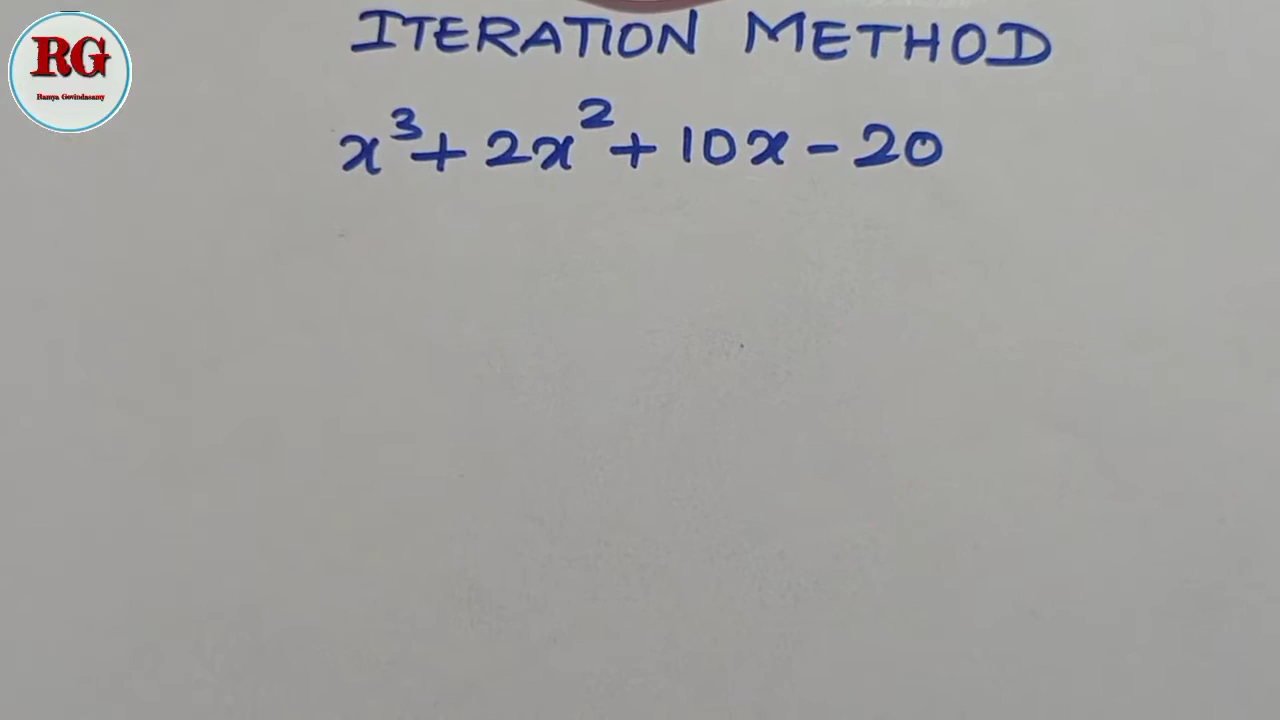 RG
Ramya Govindasamy
ITERATION METHOD
x³ + 2x² + 10x - 20